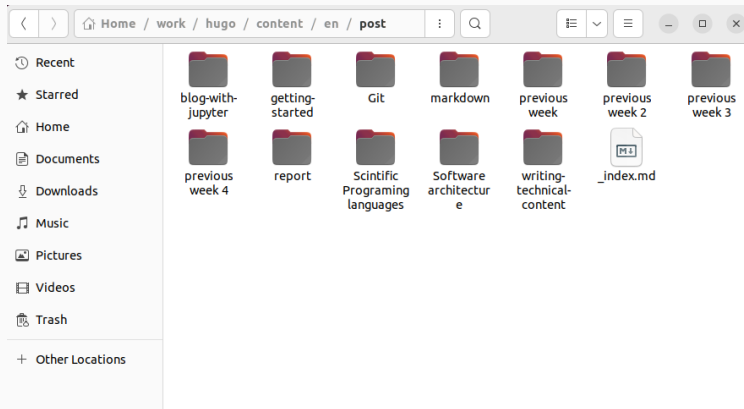 Home / work / hugo / content / en / post
Recent
Starred
Home
Documents
Downloads
Music
Pictures
Videos
Trash
Other Locations
blog-with-
jupyter
getting-
started
Git
markdown
previous
week
previous
week 2
previous
week 3
previous
week 4
report
Scintific
Programing
languages
Software
architectur
e
writing-
technical-
content
M↓
_index.md